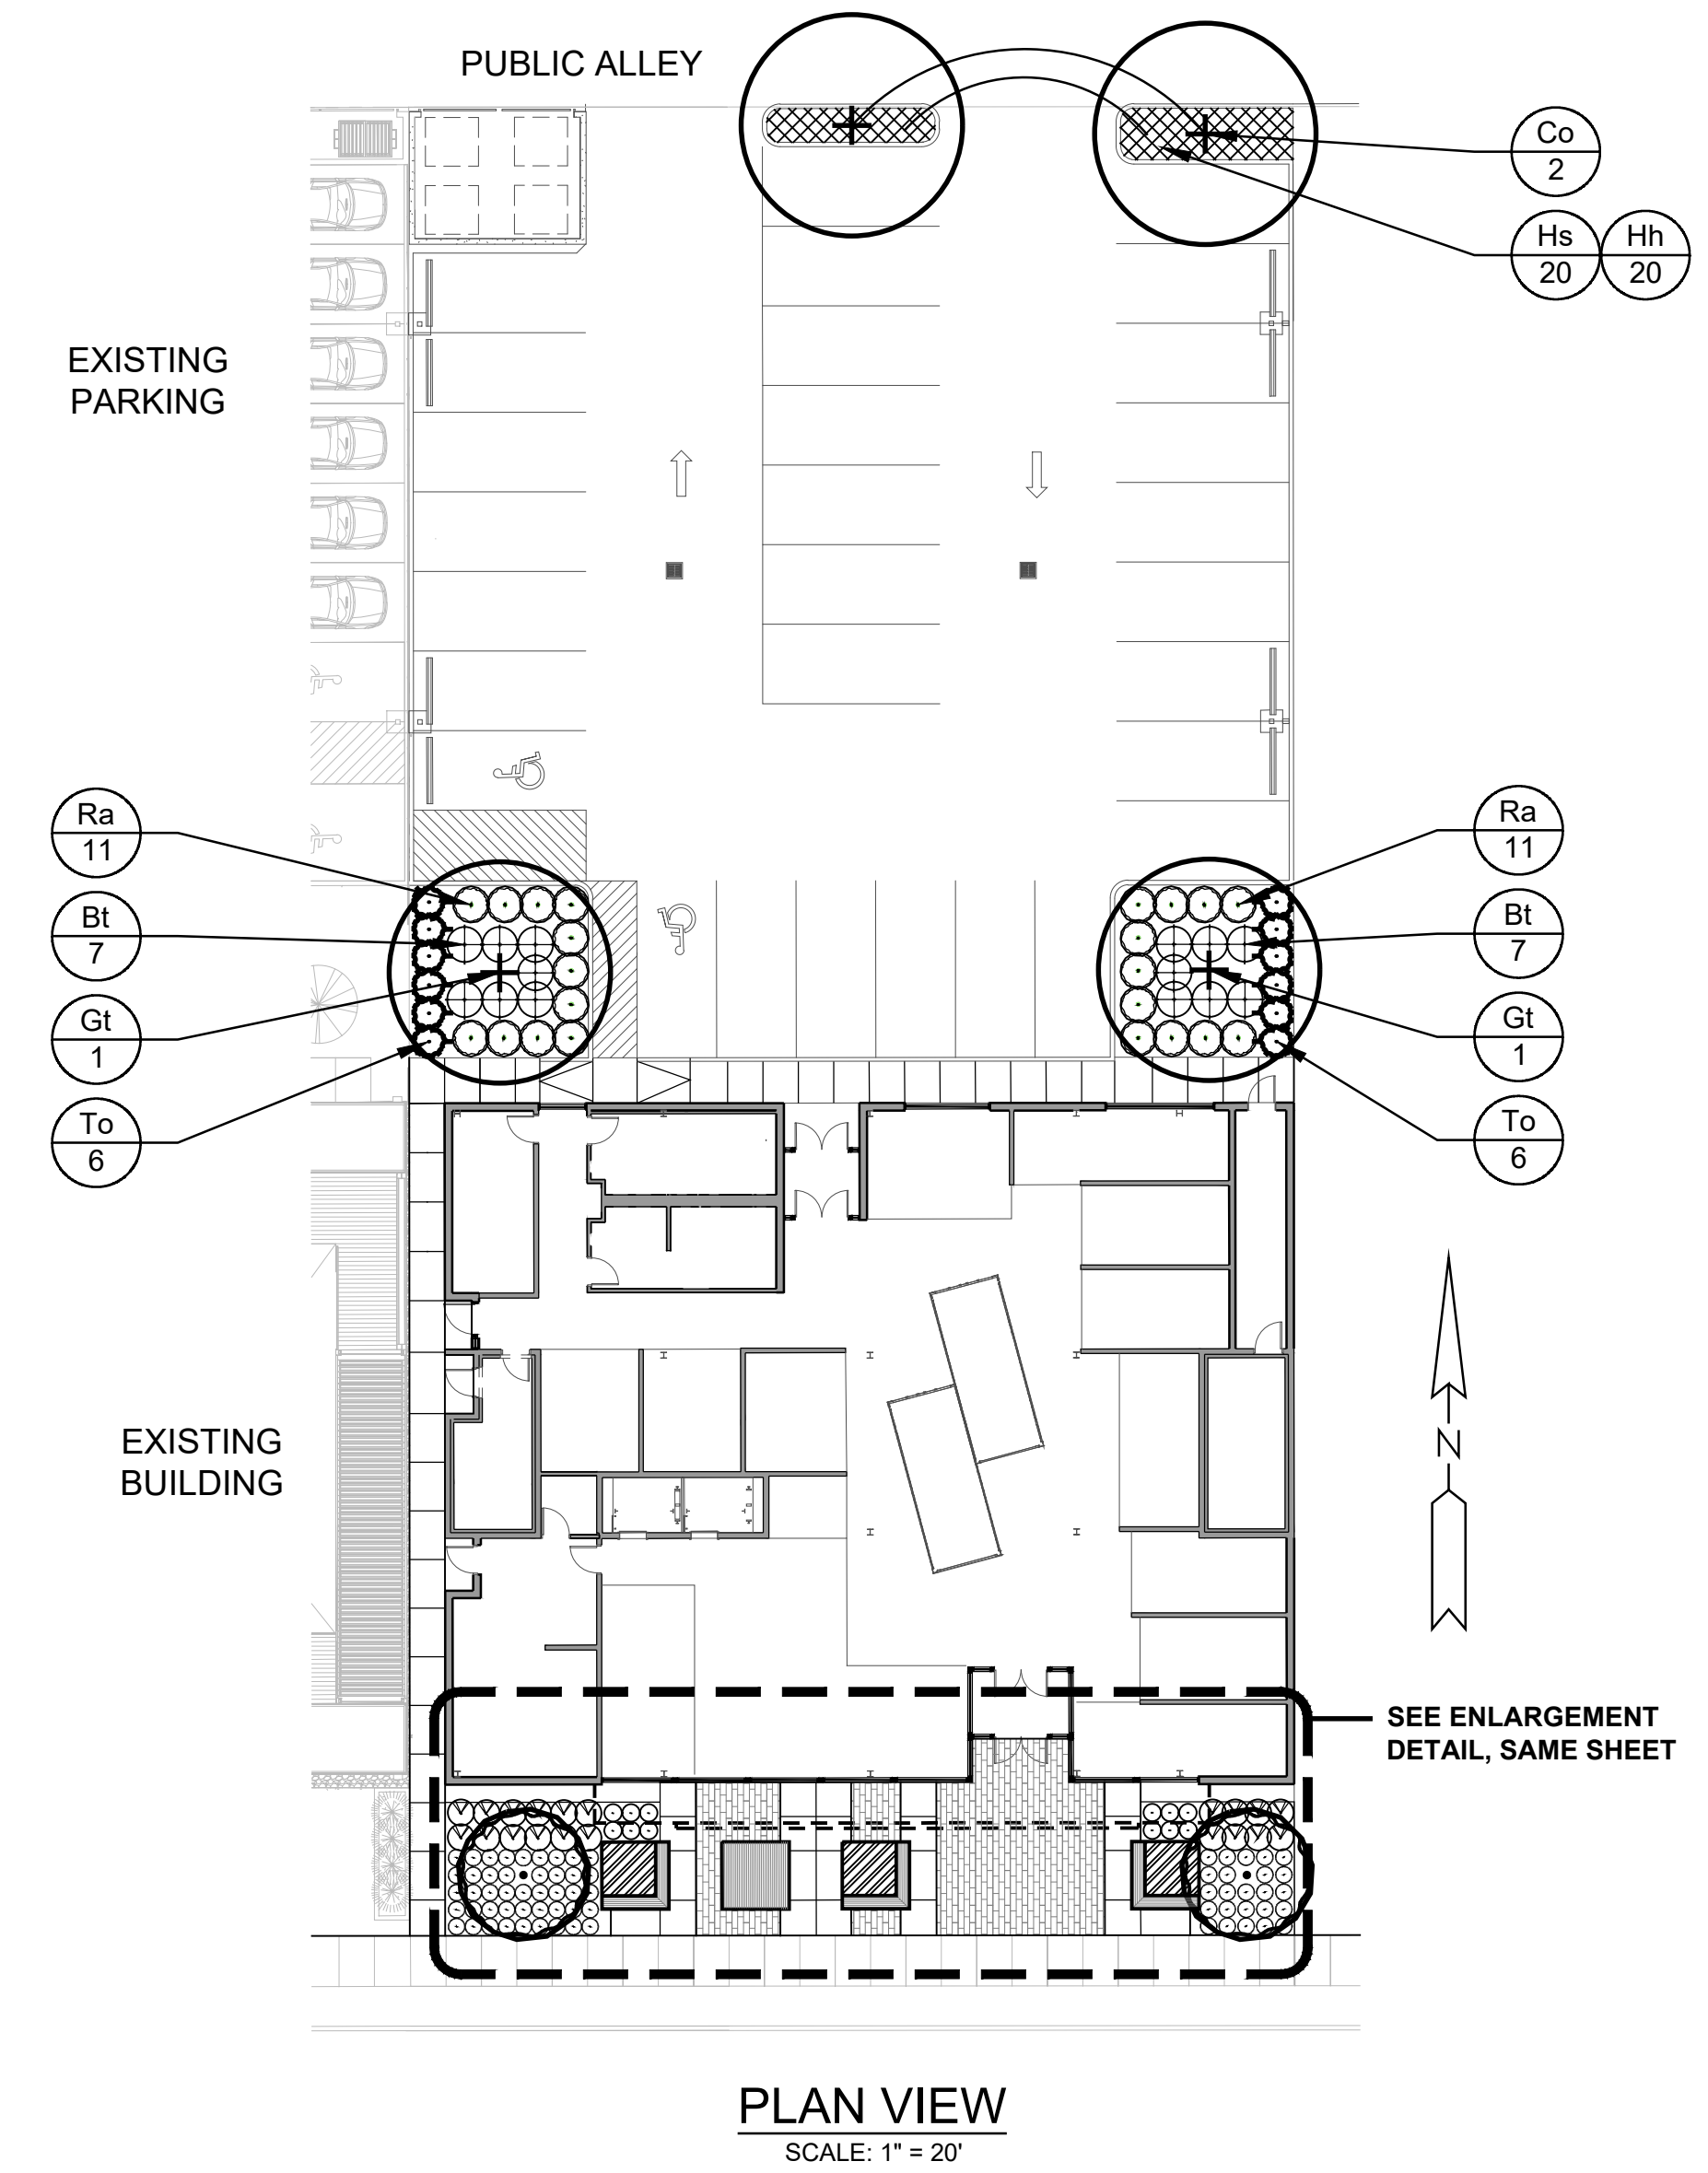 PUBLIC ALLEY
Co
2
Hs
20
Hh
20
EXISTING
PARKING
Ra
11
Bt
7
Gt
1
To
6
Ra
11
Bt
7
Gt
1
To
6
EXISTING
BUILDING
N
SEE ENLARGEMENT
DETAIL, SAME SHEET
PLAN VIEW
SCALE: 1" = 20'